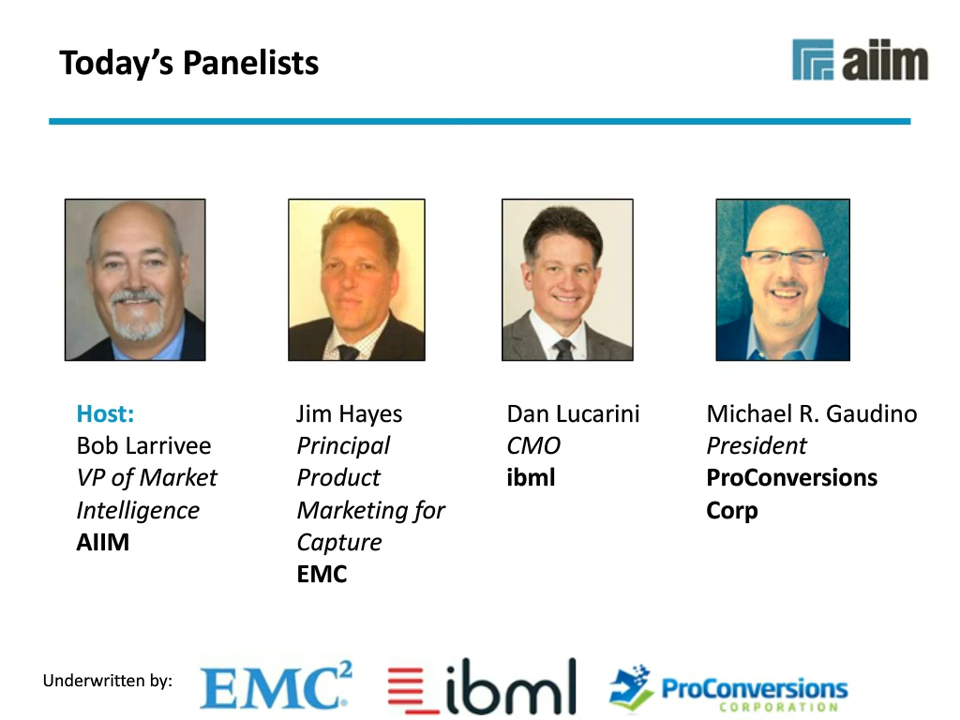 Today's Panelists
aiim
Host:
Bob Larrivee
VP of Market
Intelligence
AIIM
Jim Hayes
Principal
Product
Marketing for
Capture
EMC
Dan Lucarini
CMO
ibml
Michael R. Gaudino
President
ProConversions
Corp
Underwritten by:
EMC²
ibml
ProConversions
CORPORATION